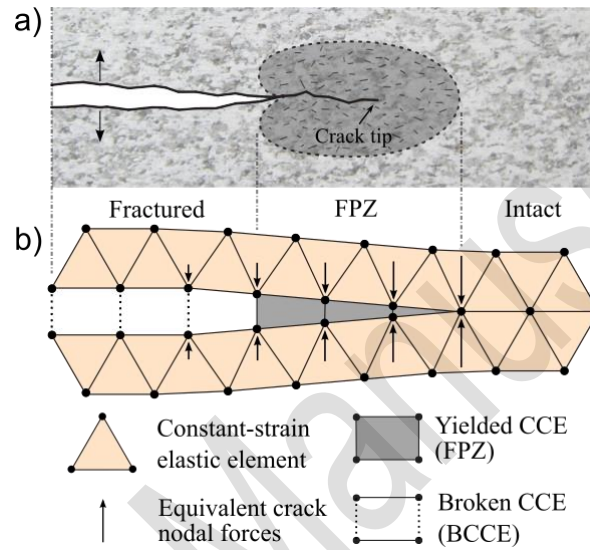 a)
Crack tip
Fractured
FPZ
Intact
b)
Constant-strain
elastic element
Yielded CCE
(FPZ)
Equivalent crack
nodal forces
Broken CCE
(BCCE)